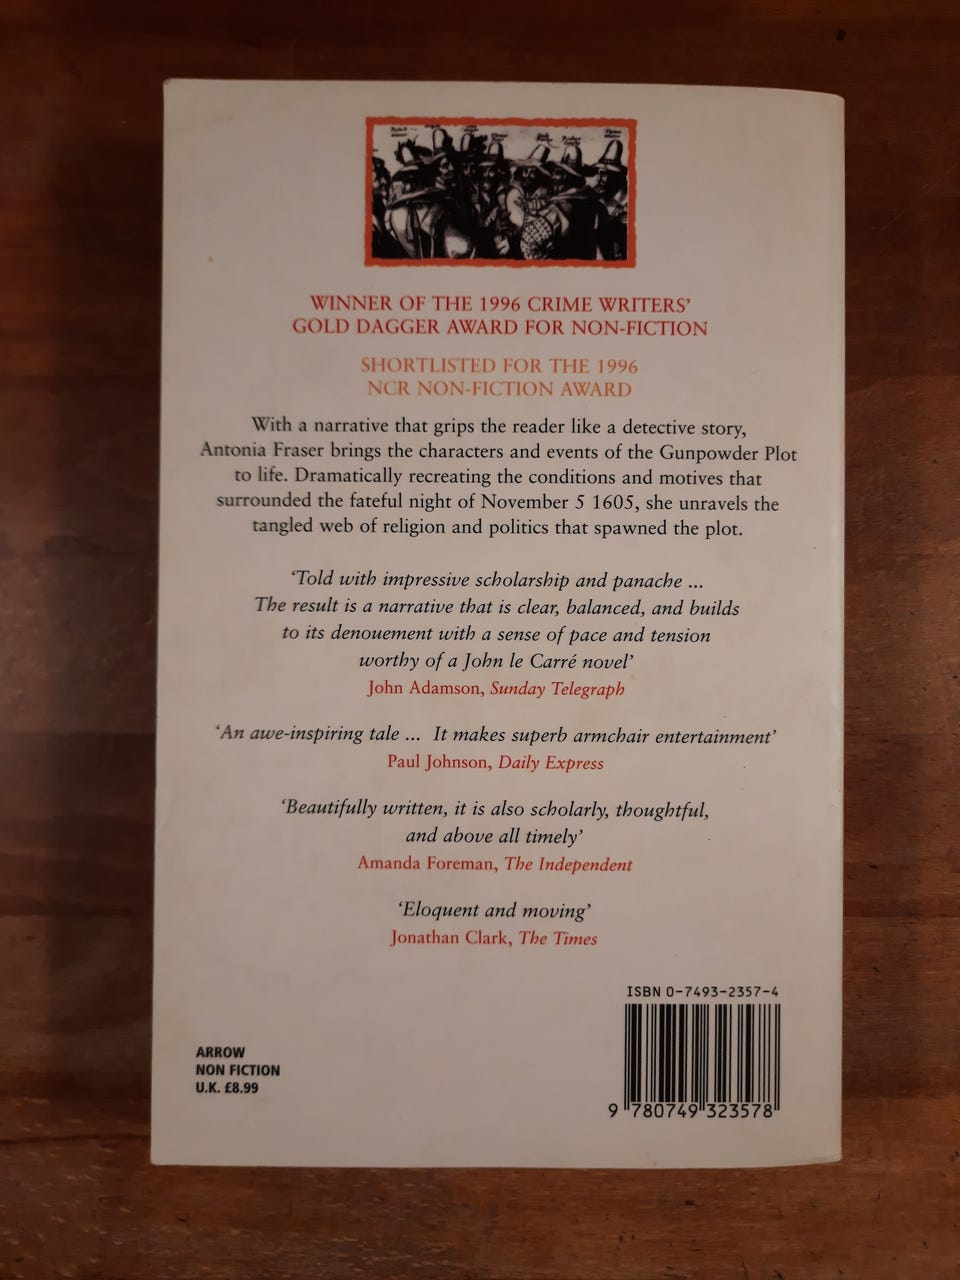 WINNER OF THE 1996 CRIME WRITERS'
GOLD DAGGER AWARD FOR NON-FICTION
SHORTLISTED FOR THE 1996
NCR NON-FICTION AWARD
With a narrative that grips the reader like a detective story,
Antonia Fraser brings the characters and events of the Gunpowder Plot
to life. Dramatically recreating the conditions and motives that
surrounded the fateful night of November 5 1605, she unravels the
tangled web of religion and politics that spawned the plot.
‘Told with impressive scholarship and panache ...
The result is a narrative that is clear, balanced, and builds
to its denouement with a sense of pace and tension
worthy of a John le Carré novel’
John Adamson, Sunday Telegraph
‘An awe-inspiring tale ... It makes superb armchair entertainment’
Paul Johnson, Daily Express
‘Beautifully written, it is also scholarly, thoughtful,
and above all timely’
Amanda Foreman, The Independent
‘Eloquent and moving’
Jonathan Clark, The Times
ISBN 0-7493-2357-4
ARROW
NON FICTION
U.K. £8.99
9 780749 323578